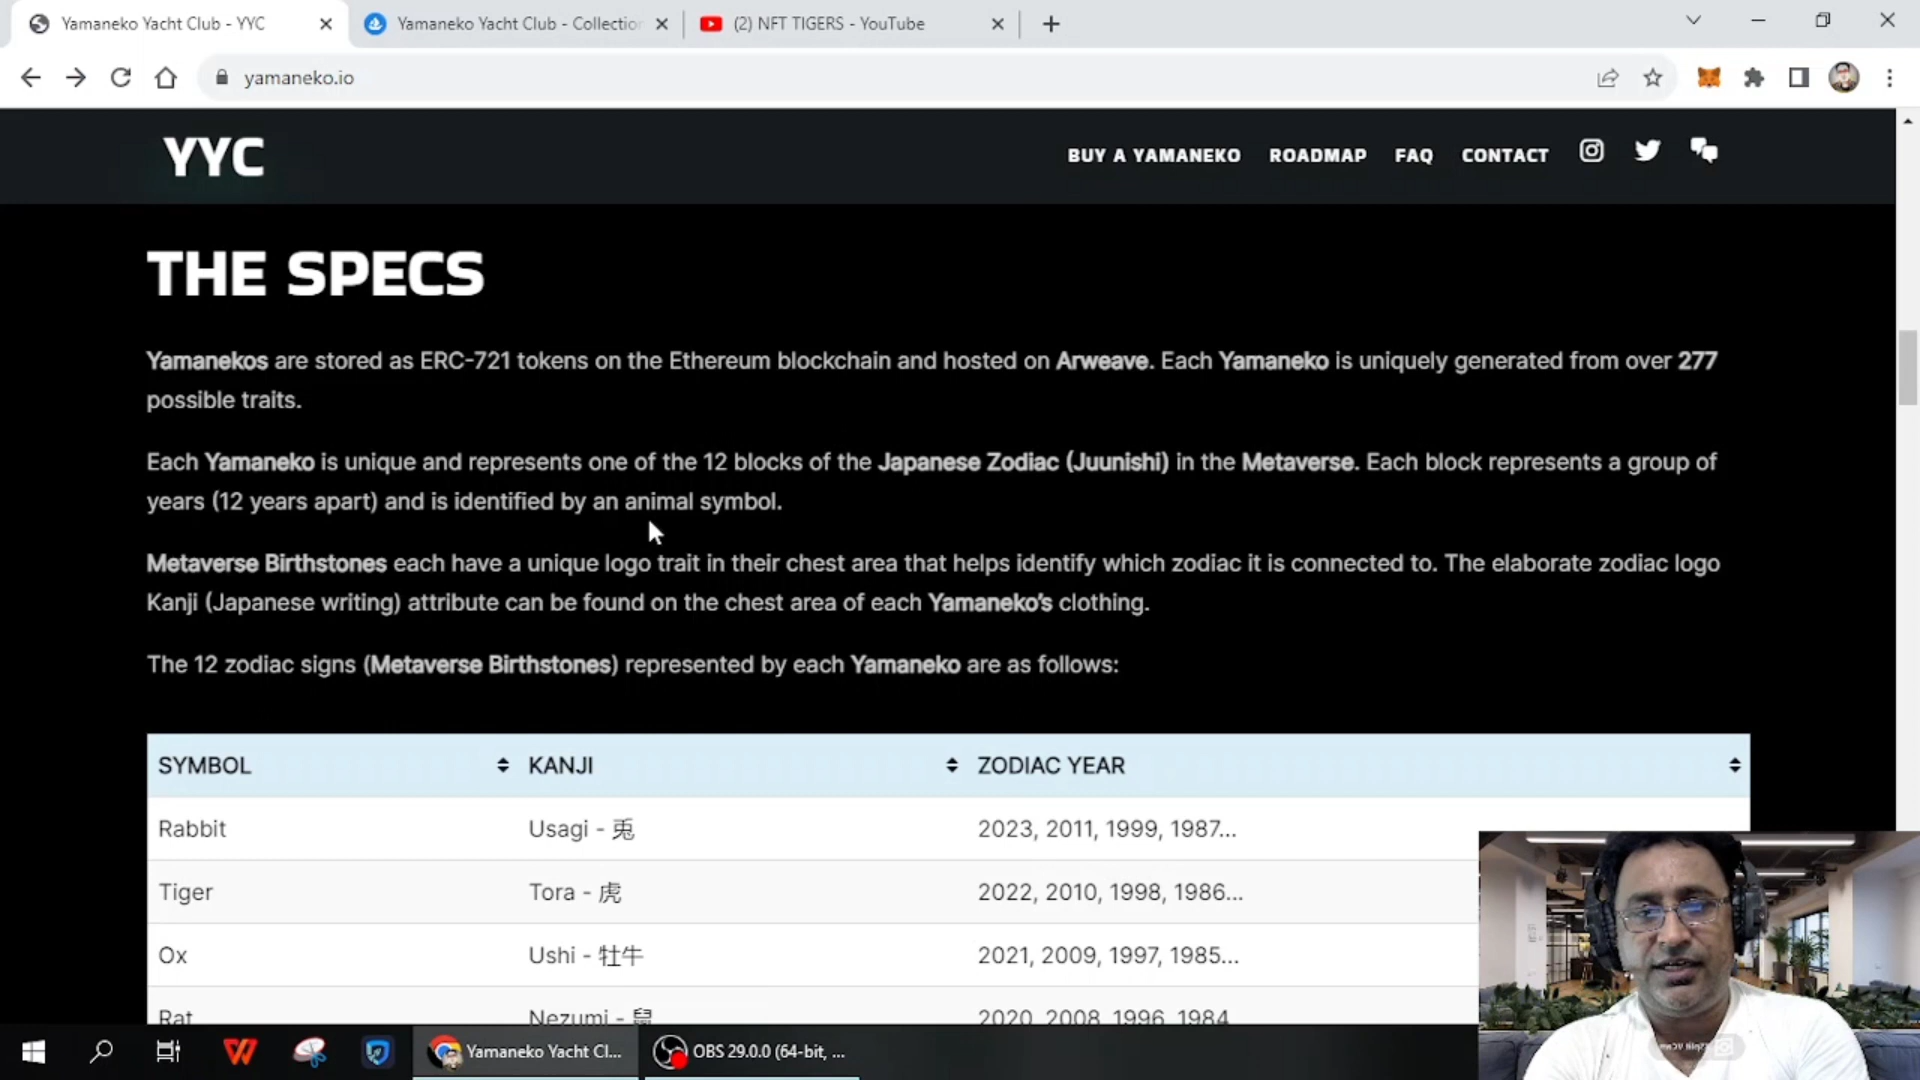 Yamaneko Yacht Club - YYC
Yamaneko Yacht Club - Collection
(2) NFT TIGERS - YouTube
yamaneko.io
YYC
BUY A YAMANEKO
ROADMAP
FAQ
CONTACT
THE SPECS
Yamanekos are stored as ERC-721 tokens on the Ethereum blockchain and hosted on Arweave. Each Yamaneko is uniquely generated from over 277
possible traits.
Each Yamaneko is unique and represents one of the 12 blocks of the Japanese Zodiac (Juunishi) in the Metaverse. Each block represents a group of
years (12 years apart) and is identified by an animal symbol.
Metaverse Birthstones each have a unique logo trait in their chest area that helps identify which zodiac it is connected to. The elaborate zodiac logo
Kanji (Japanese writing) attribute can be found on the chest area of each Yamaneko's clothing.
The 12 zodiac signs (Metaverse Birthstones) represented by each Yamaneko are as follows:
SYMBOL KANJI ZODIAC YEAR
Rabbit Usagi - 兎 2023, 2011, 1999, 1987...
Tiger Tora - 虎 2022, 2010, 1998, 1986...
Ox Ushi - 牡牛 2021, 2009, 1997, 1985...
Rat Nezumi - 鼠 2020, 2008, 1996, 1984
Yamaneko Yacht Cl...
OBS 29.0.0 (64-bit, ...